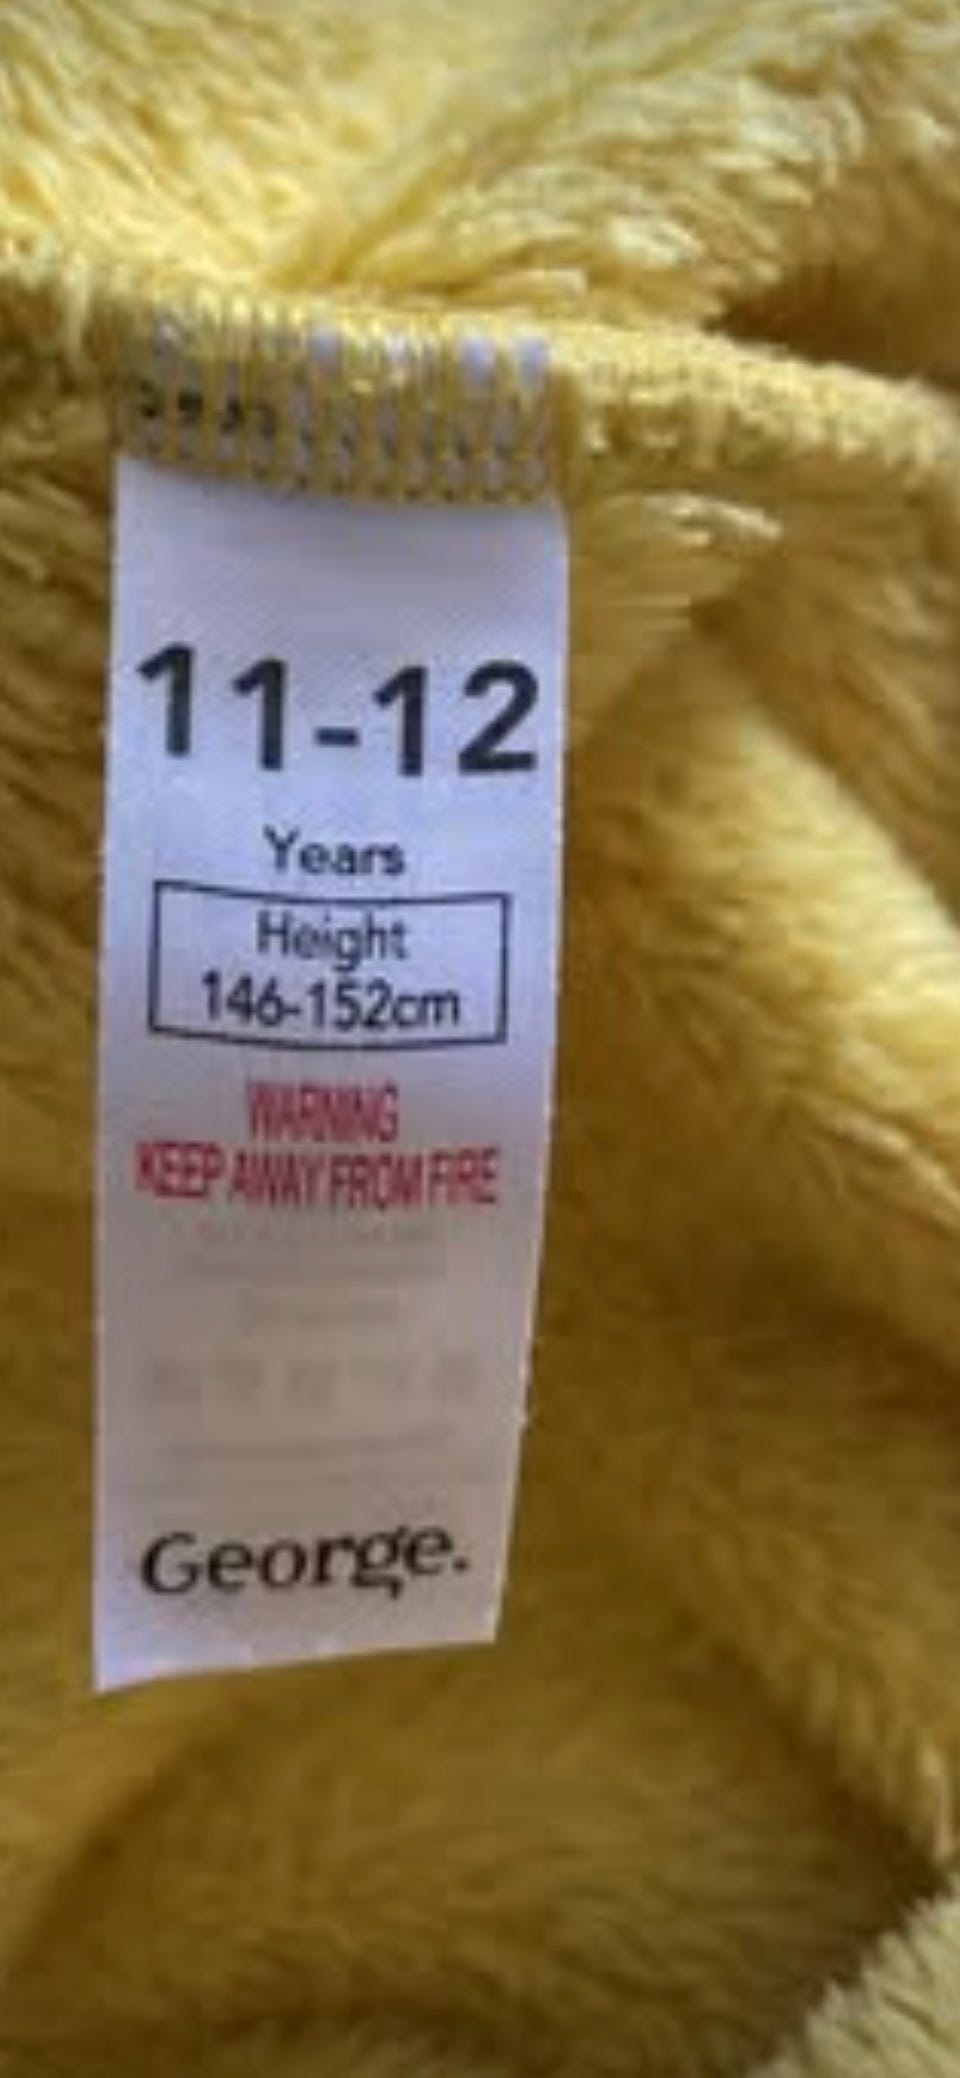 11-12
Years
Height
146-152cm
WARNING
KEEP AWAY FROM FIRE
George.